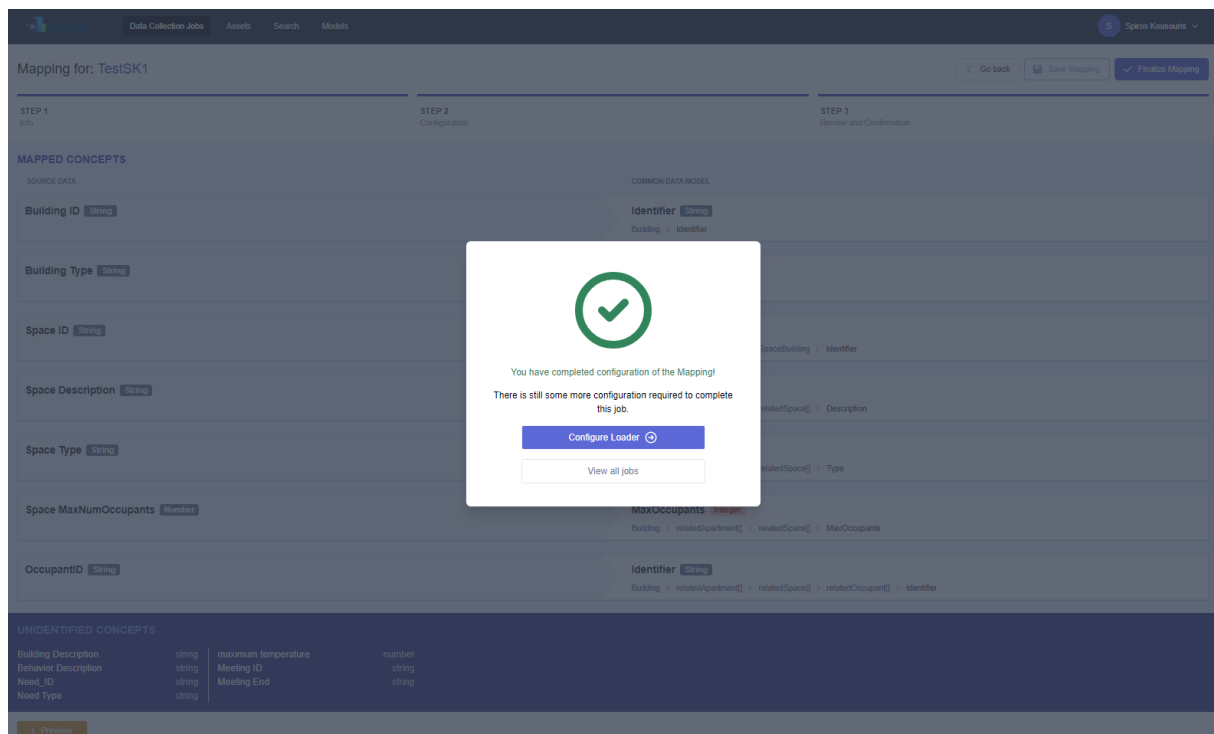 Data Collection Jobs Assets Search Models S Spiros Kousouris
Mapping for: TestSK1 Go back Save Mapping Finalize Mapping
STEP 1 STEP 2 STEP 3
Info Configuration Review and Confirmation
MAPPED CONCEPTS
SOURCE DATA COMMON DATA MODEL
Building ID String Identifier String
Building > Identifier
Building Type String
Space ID String
SpaceBuilding > Identifier
Space Description String
relatedSpace[] > Description
Space Type String
relatedSpace[] > Type
Space MaxNumOccupants Number MaxOccupants Integer
Building > relatedApartment[] > relatedSpace[] > MaxOccupants
OccupantID String Identifier String
Building > relatedApartment[] > relatedSpace[] > relatedOccupant[] > Identifier
You have completed configuration of the Mapping!
There is still some more configuration required to complete
this job.
Configure Loader
View all jobs
UNIDENTIFIED CONCEPTS
Building Description string maximum temperature number
Behavior Description string Meeting ID string
Need_ID string Meeting End string
Need Type string
< Previous